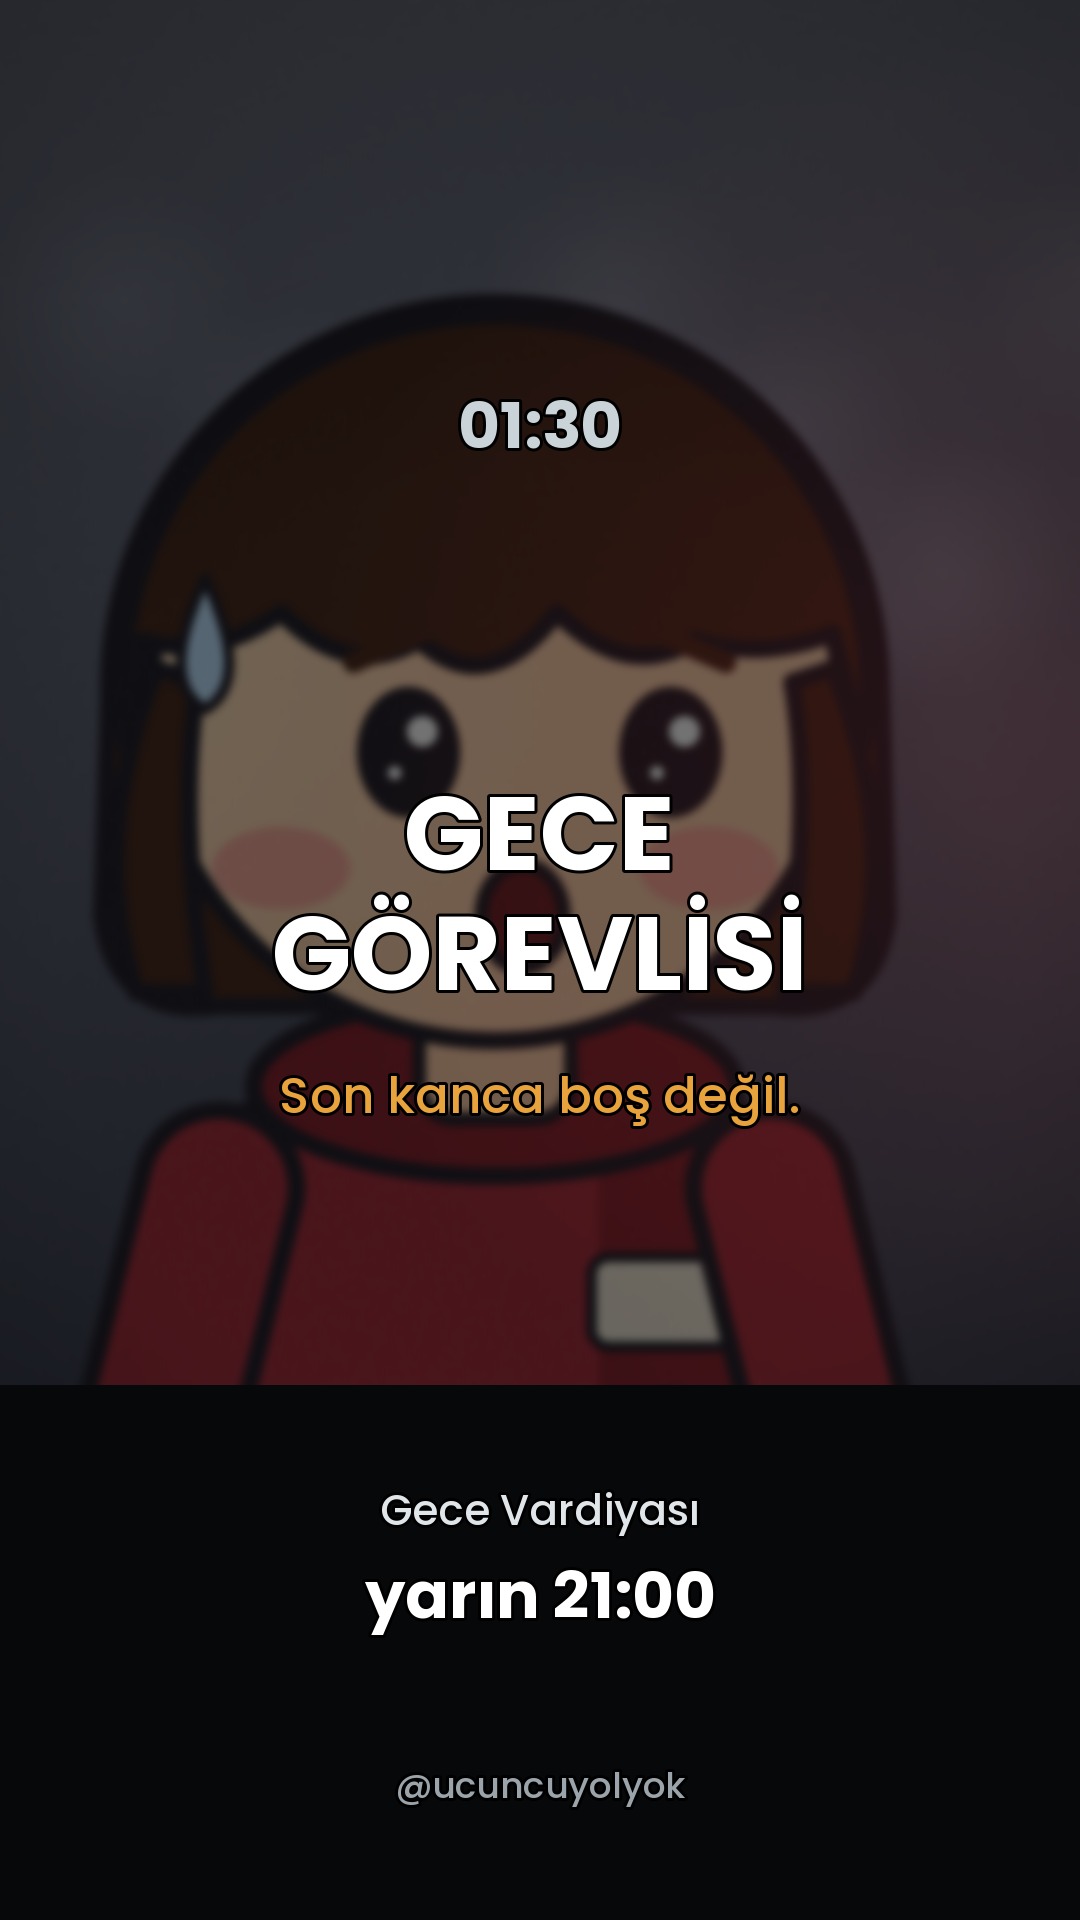 01:30
GECE
GÖREVLİSİ
Son kanca boş değil.
Gece Vardiyası
yarın 21:00
@ucuncuyolyok